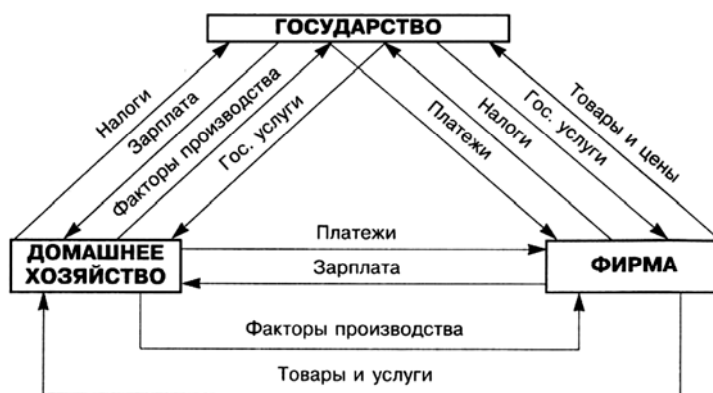 ГОСУДАРСТВО
Налоги
Зарплата
Факторы производства
Гос. услуги
Платежи
Налоги
Гос. услуги
Товары и цены
ДОМАШНЕЕ
ХОЗЯЙСТВО
Платежи
Зарплата
ФИРМА
Факторы производства
Товары и услуги